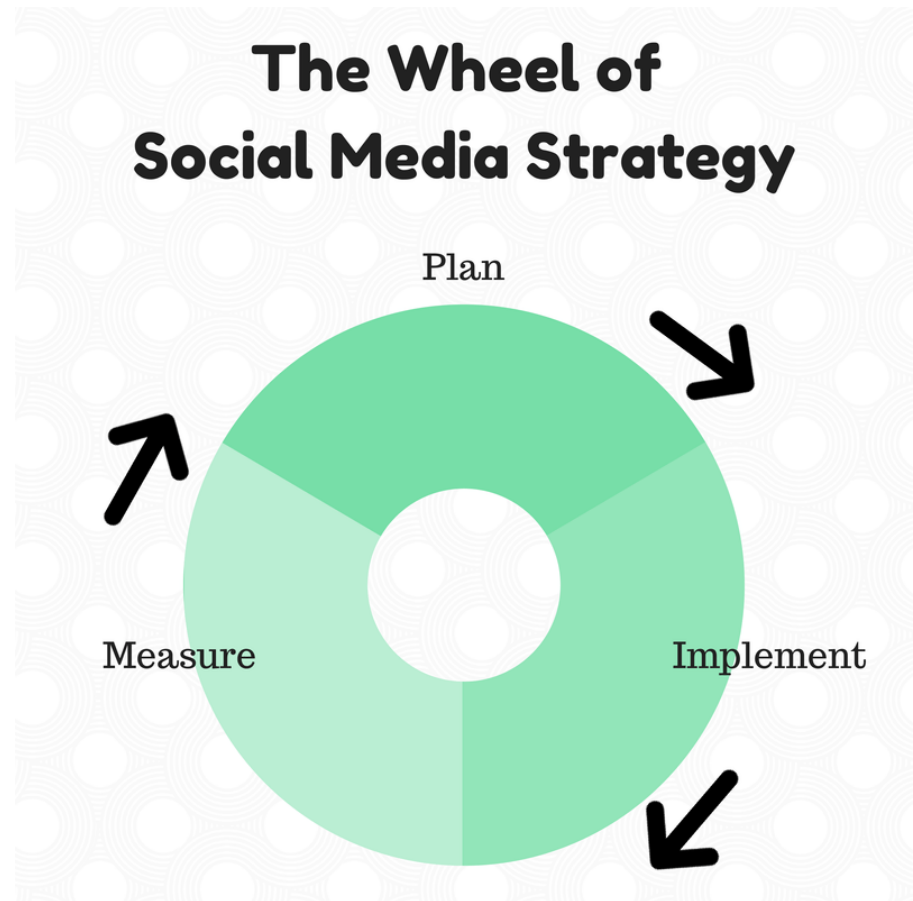 The Wheel of
Social Media Strategy
Plan
Measure
Implement